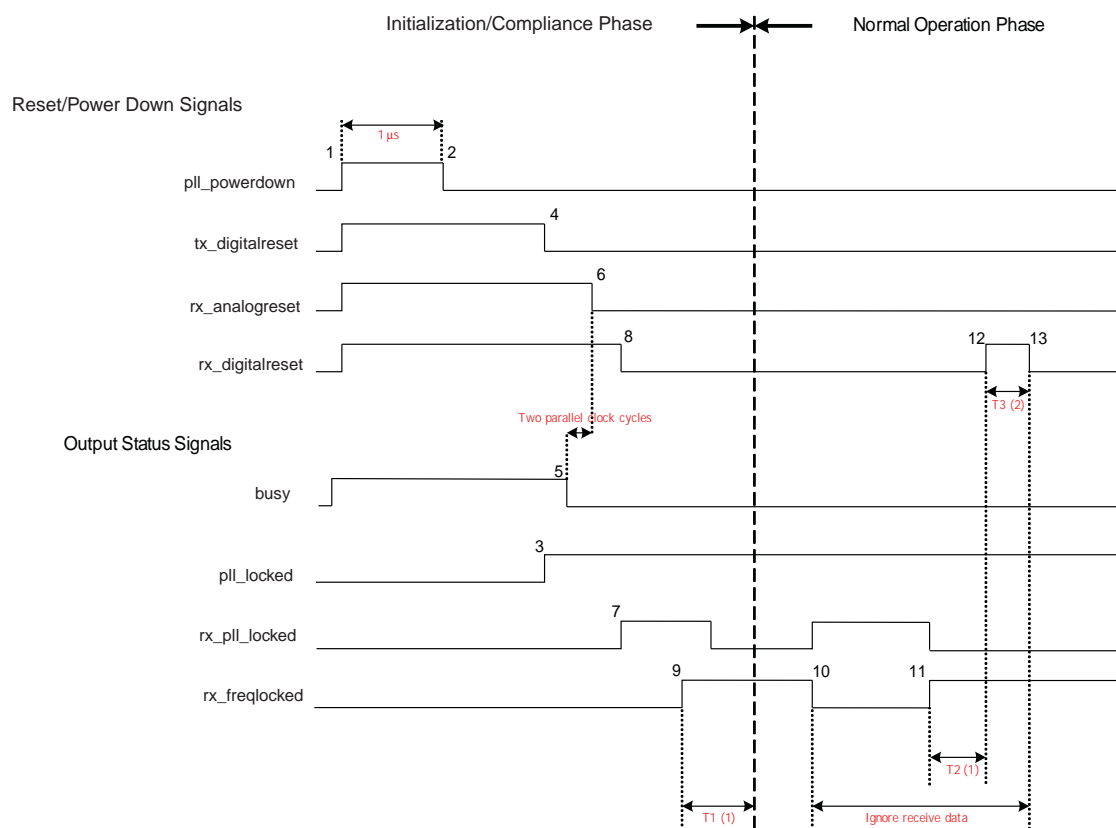 Initialization/Compliance Phase
Normal Operation Phase
Reset/Power Down Signals
1 μs
1
2
pll_powerdown
4
tx_digitalreset
6
rx_analogreset
8
12
13
rx_digitalreset
T3 (2)
Two parallel clock cycles
Output Status Signals
5
busy
3
pll_locked
7
rx_pll_locked
9
10
11
rx_freqlocked
T2 (1)
T1 (1)
Ignore receive data